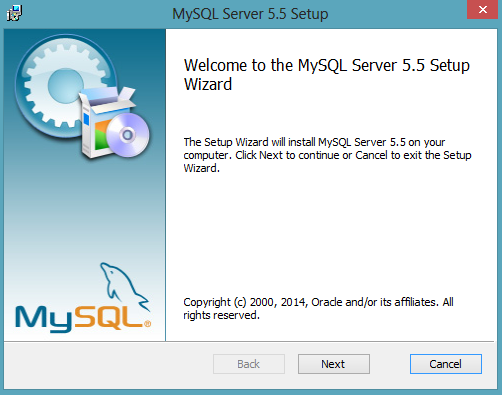 MySQL Server 5.5 Setup
Welcome to the MySQL Server 5.5 Setup
Wizard
The Setup Wizard will install MySQL Server 5.5 on your
computer. Click Next to continue or Cancel to exit the Setup
Wizard.
MySQL®
Copyright (c) 2000, 2014, Oracle and/or its affiliates. All
rights reserved.
Back
Next
Cancel